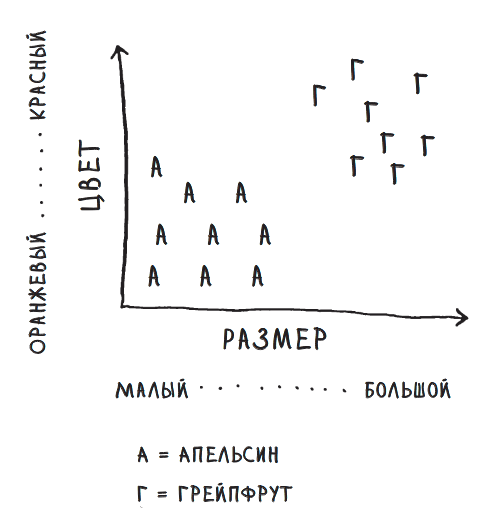 ОРАНЖЕВЫЙ ...... КРАСНЫЙ
ЦВЕТ
Г Г
Г Г
Г Г
Г Г
А
А А
А А А
А А А
РАЗМЕР
МАЛЫЙ .......... БОЛЬШОЙ
А = АПЕЛЬСИН
Г = ГРЕЙПФРУТ